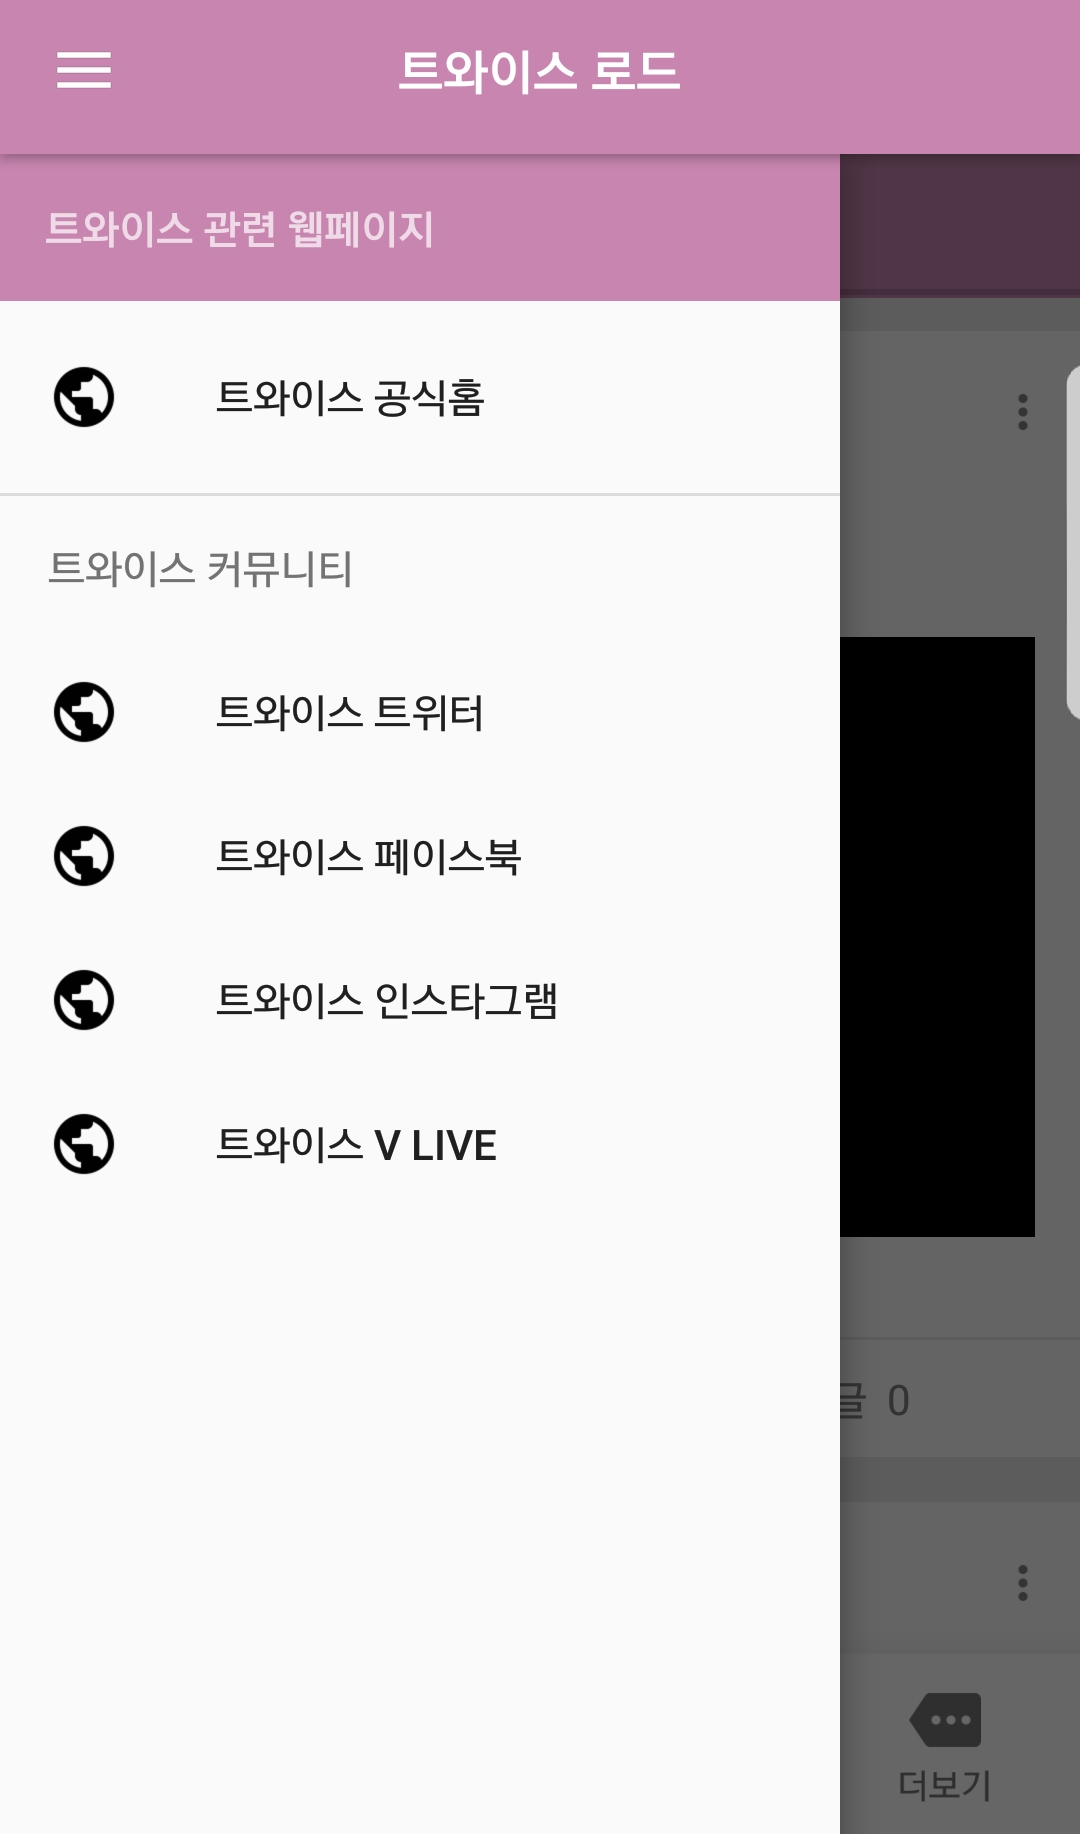 트와이스 로드
트와이스 관련 웹페이지
트와이스 공식홈
트와이스 커뮤니티
트와이스 트위터
트와이스 페이스북
트와이스 인스타그램
트와이스 V LIVE
글 0
더보기